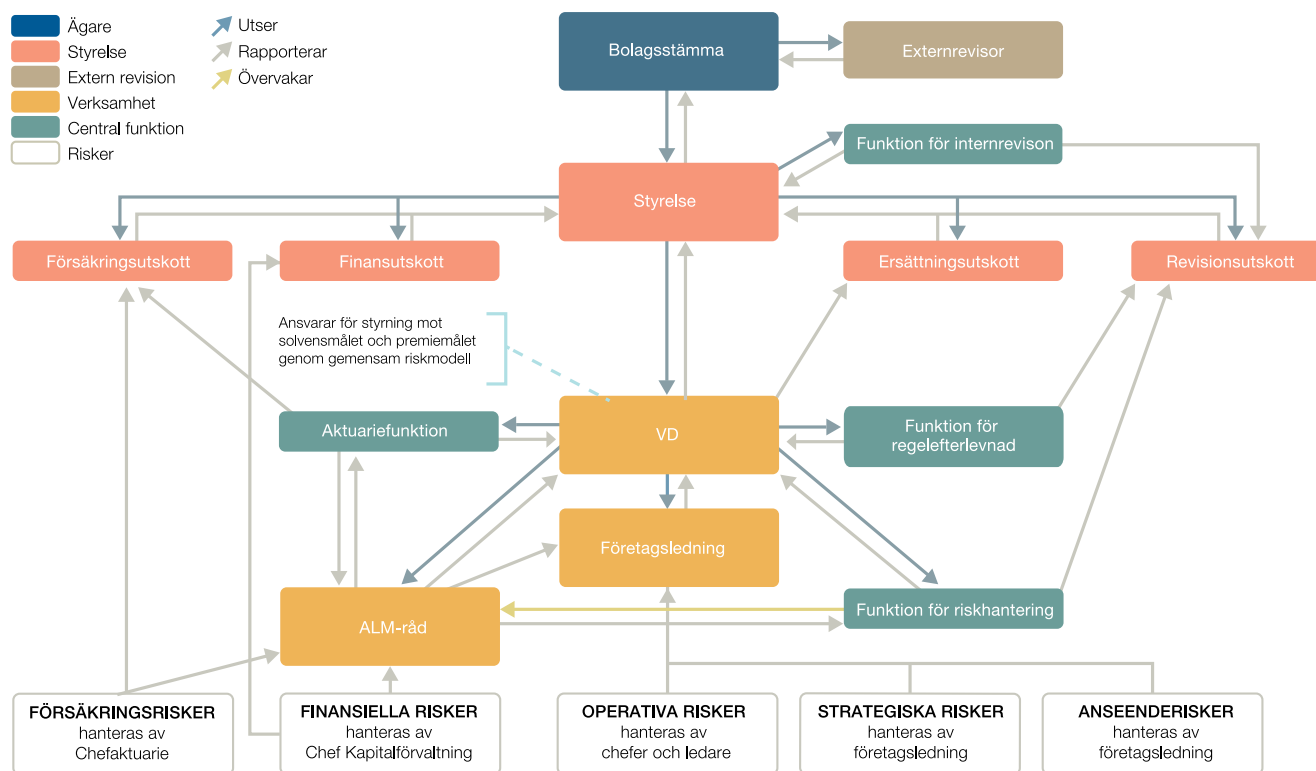 Ägare
Styrelse
Extern revision
Verksamhet
Central funktion
Risker
Utser
Rapporterar
Övervakar
Bolagsstämma
Externrevisor
Funktion för internrevison
Styrelse
Försäkringsutskott
Finansutskott
Ersättningsutskott
Revisionsutskott
Ansvarar för styrning mot
solvensmålet och premiemålet
genom gemensam riskmodell
Aktuariefunktion
VD
Funktion för
regelefterlevnad
Företagsledning
ALM-råd
Funktion för riskhantering
FÖRSÄKRINGSRISKER
hanteras av
Chefaktuarie
FINANSIELLA RISKER
hanteras av
Chef Kapitalförvaltning
OPERATIVA RISKER
hanteras av
chefer och ledare
STRATEGISKA RISKER
hanteras av
företagsledning
ANSEENDERISKER
hanteras av
företagsledning